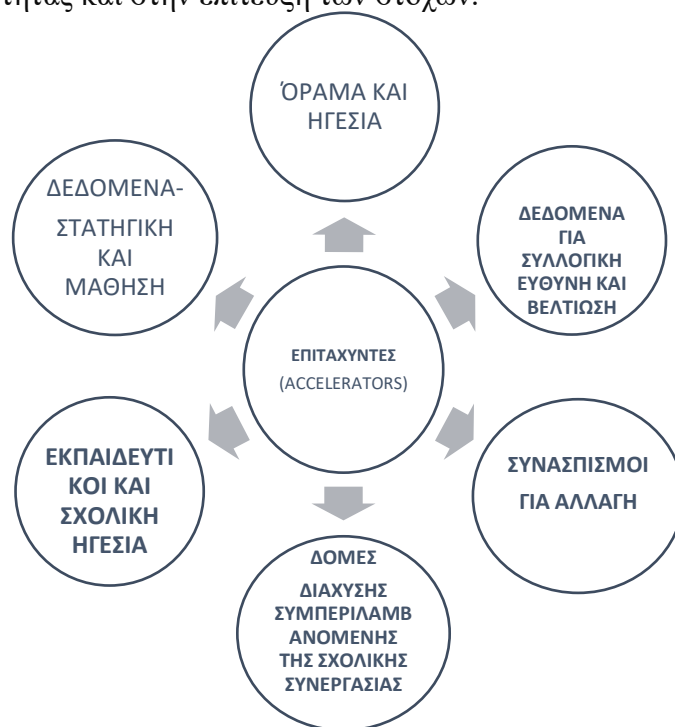 και στην επίτευξη των στόχων.
ΌΡΑΜΑ ΚΑΙ
ΗΓΕΣΙΑ
ΔΕΔΟΜΕΝΑ
ΓΙΑ
ΣΥΛΛΟΓΙΚΗ
ΕΥΘΥΝΗ ΚΑΙ
ΒΕΛΤΙΩΣΗ
ΣΥΝΑΣΠΙΣΜΟΙ
ΓΙΑ ΑΛΛΑΓΗ
ΔΟΜΕΣ
ΔΙΑΧΥΣΗΣ
ΣΥΜΠΕΡΙΛΑΜΒ
ΑΝΟΜΕΝΗΣ
ΤΗΣ ΣΧΟΛΙΚΗΣ
ΣΥΝΕΡΓΑΣΙΑΣ
ΕΚΠΑΙΔΕΥΤΙ
ΚΟΙ ΚΑΙ
ΣΧΟΛΙΚΗ
ΗΓΕΣΙΑ
ΔΕΔΟΜΕΝΑ-
ΣΤΑΤΗΓΙΚΗ
ΚΑΙ
ΜΑΘΗΣΗ
ΕΠΙΤΑΧΥΝΤΕΣ
(ACCELERATORS)